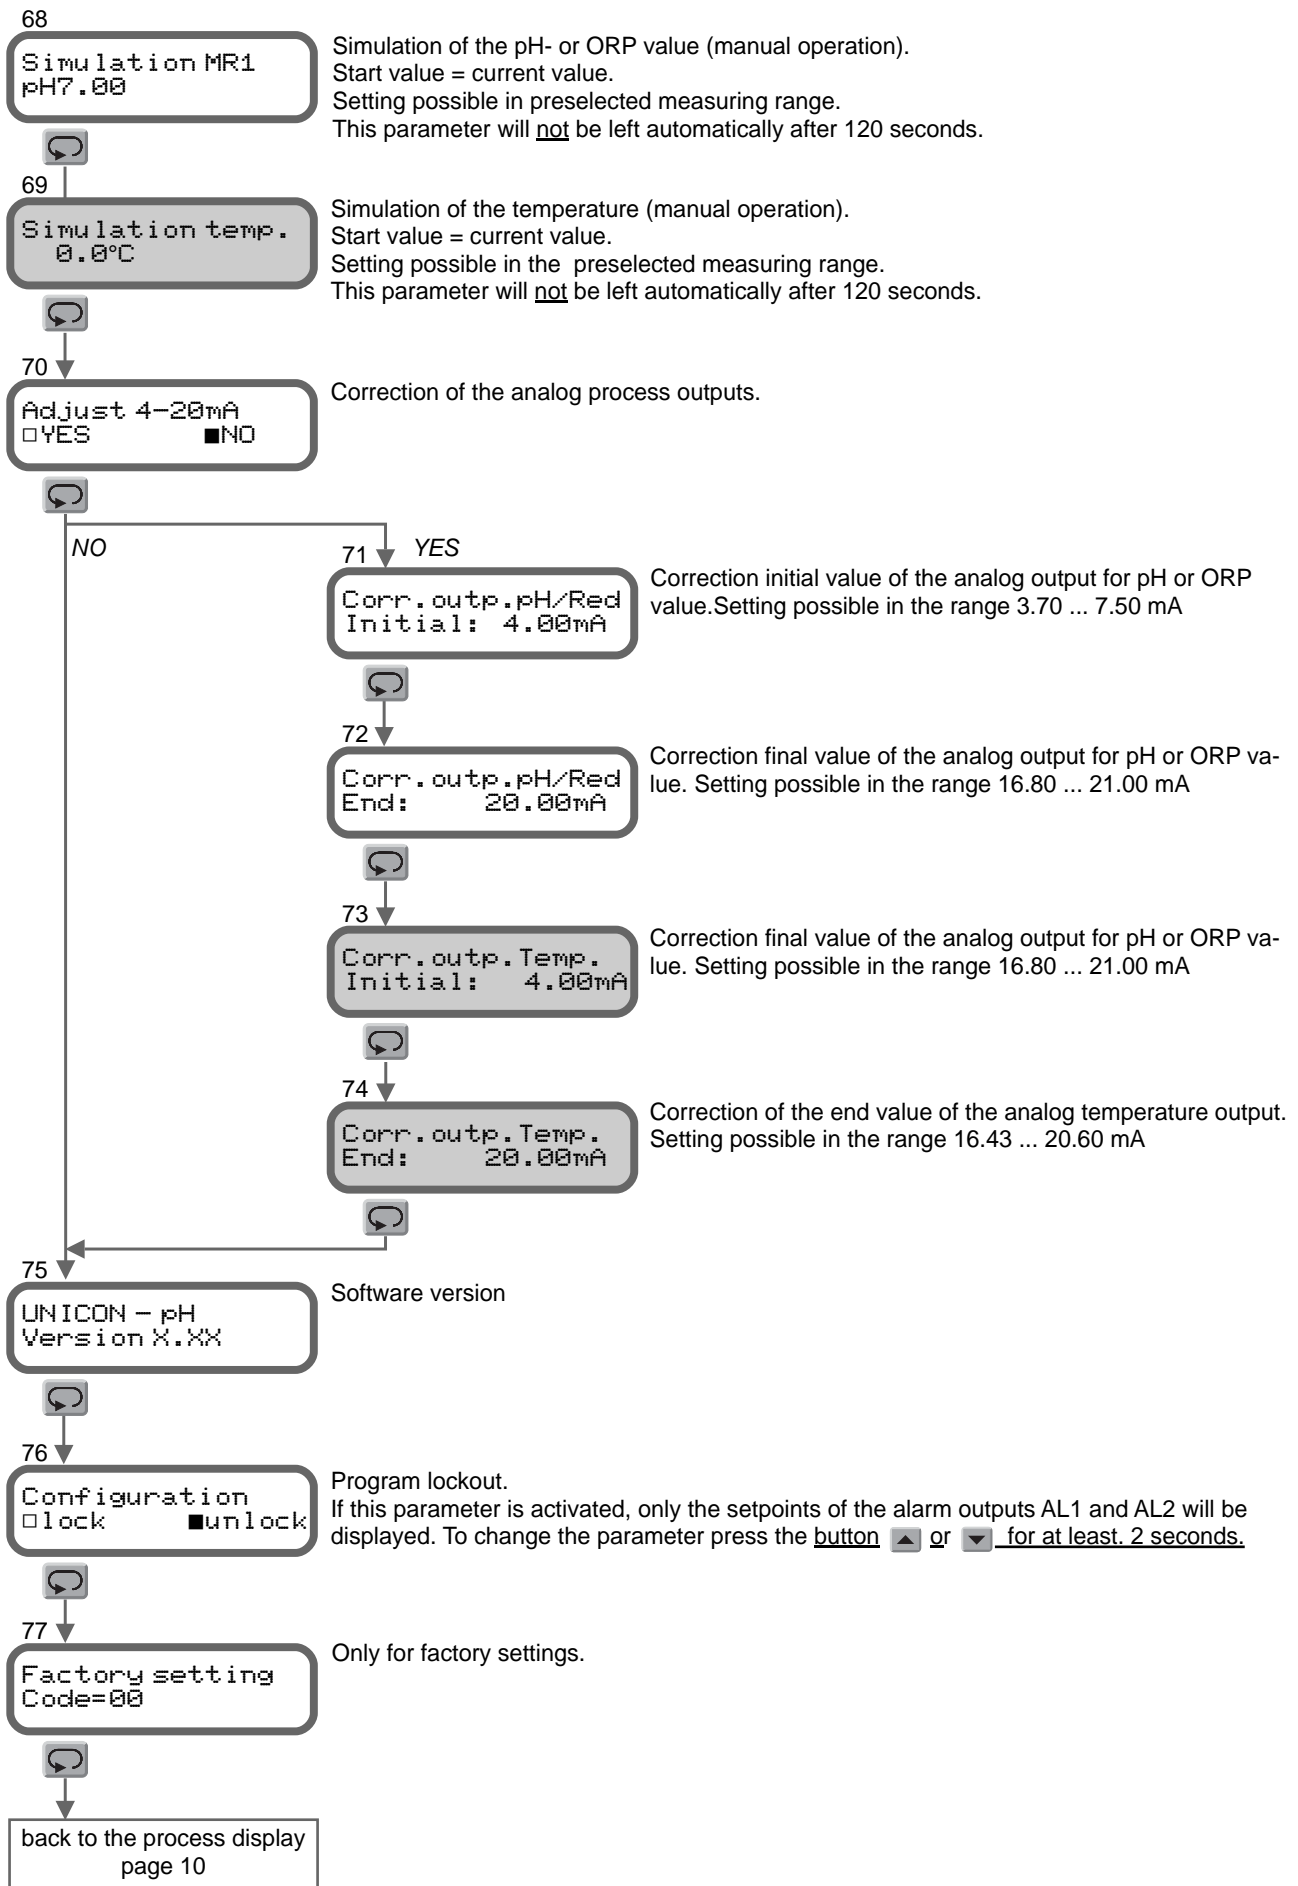 68
Simulation MR1
pH7.00
Simulation of the pH- or ORP value (manual operation).
Start value = current value.
Setting possible in preselected measuring range.
This parameter will not be left automatically after 120 seconds.
69
Simulation temp.
0.0°C
Simulation of the temperature (manual operation).
Start value = current value.
Setting possible in the  preselected measuring range.
This parameter will not be left automatically after 120 seconds.
70
Adjust 4-20mA
□YES ■NO
Correction of the analog process outputs.
NO
YES
71
Corr.outp.pH/Red
Initial: 4.00mA
Correction initial value of the analog output for pH or ORP
value.Setting possible in the range 3.70 ... 7.50 mA
72
Corr.outp.pH/Red
End: 20.00mA
Correction final value of the analog output for pH or ORP va-
lue. Setting possible in the range 16.80 ... 21.00 mA
73
Corr.outp.Temp.
Initial: 4.00mA
Correction final value of the analog output for pH or ORP va-
lue. Setting possible in the range 16.80 ... 21.00 mA
74
Corr.outp.Temp.
End: 20.00mA
Correction of the end value of the analog temperature output.
Setting possible in the range 16.43 ... 20.60 mA
75
UNICON - pH
Version X.XX
Software version
76
Configuration
□lock ■unlock
Program lockout.
If this parameter is activated, only the setpoints of the alarm outputs AL1 and AL2 will be
displayed. To change the parameter press the button ▲ or ▼ for at least. 2 seconds.
77
Factory setting
Code=00
Only for factory settings.
back to the process display
page 10